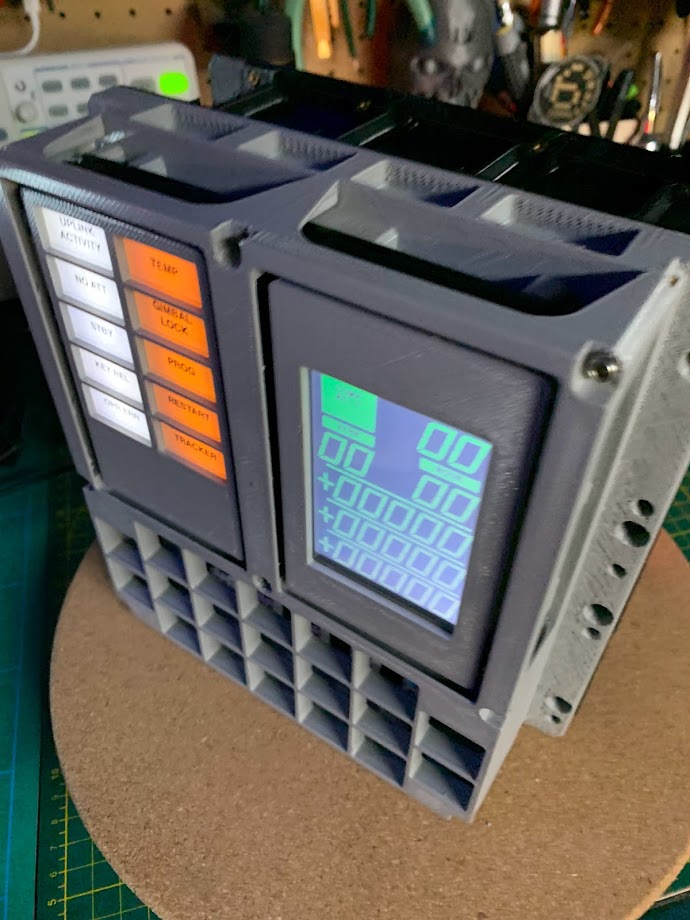 UPLINK
ACTIVITY
TEMP
NO ATT
GIMBAL
LOCK
STBY
PROG
KEY REL
RESTART
OPR ERR
TRACKER
00
00
00
+00000
+00000
+00000